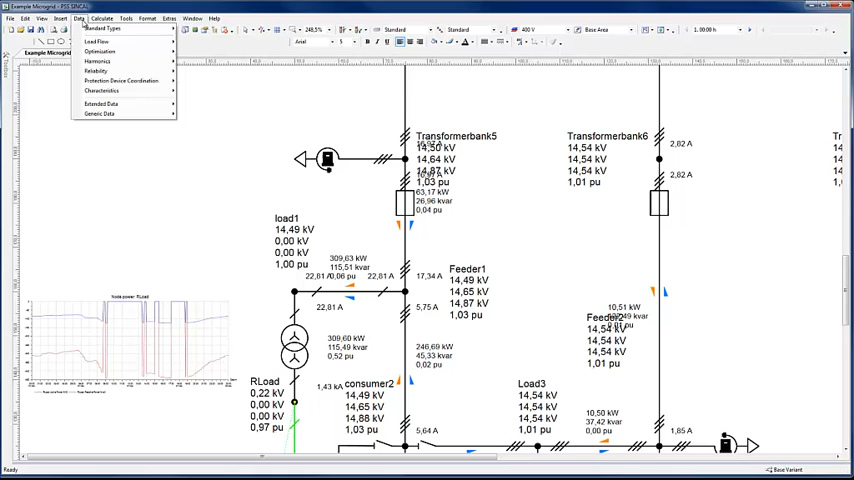 Example Microgrid - PSS SINCAL
File Edit View Insert Data Calculate Tools Format Extras Window Help
248,5% Standard 400 V Base Area 1. 00:00 h
Arial 5 B I U
Example Microgrid
Toolbox
Standard Types
Load Flow
Optimization
Harmonics
Reliability
Protection Device Coordination
Characteristics
Extended Data
Generic Data
Transformerbank5
14,50 kV
14,64 kV
14,87 kV
1,03 pu
63,17 kW
26,96 kvar
0,04 pu
Transformerbank6
14,54 kV
14,54 kV
14,54 kV
1,01 pu
2,82 A
2,82 A
load1
14,49 kV
0,00 kV
0,00 kV
1,00 pu
309,63 kW
115,51 kvar
0,06 pu
22,81 A
22,81 A
17,34 A
22,81 A
5,75 A
Feeder1
14,49 kV
14,65 kV
14,87 kV
1,03 pu
Node power RLoad
309,60 kW
115,49 kvar
0,52 pu
246,69 kW
45,33 kvar
0,02 pu
10,51 kW
Feeder2
14,54 kV
14,54 kV
14,54 kV
1,01 pu
RLoad
0,22 kV
0,00 kV
0,00 kV
0,97 pu
1,43 kA
consumer2
14,49 kV
14,65 kV
14,88 kV
1,03 pu
5,64 A
Load3
14,54 kV
14,54 kV
14,54 kV
1,01 pu
10,50 kW
37,42 kvar
0,00 pu
1,85 A
Ready
Base Variant